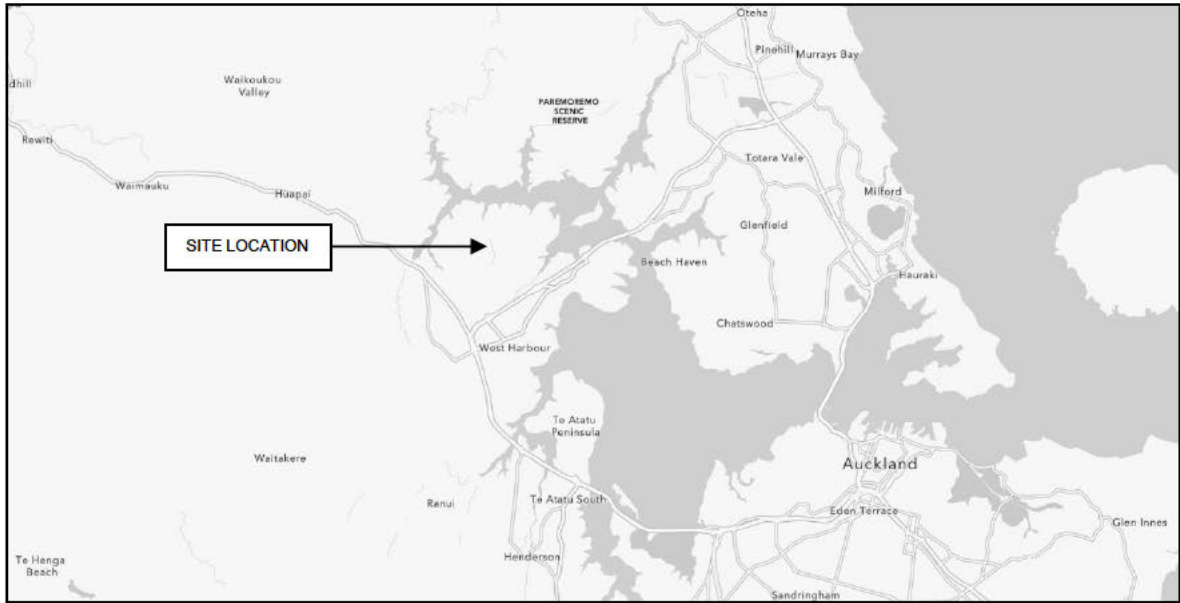 Oteha
Pinehill
Murrays Bay
dhill
Waikoukou
Valley
PAREMOREMO
SCENIC
RESERVE
Rewiti
Waimauku
Huapai
Totara Vale
Milford
Glenfield
SITE LOCATION
Beach Haven
Hauraki
Chatswood
West Harbour
Te Atatu
Peninsula
Waitakere
Auckland
Ranui
Te Atatu South
Eden Terrace
Glen Innes
Henderson
Te Henga
Beach
Sandringham